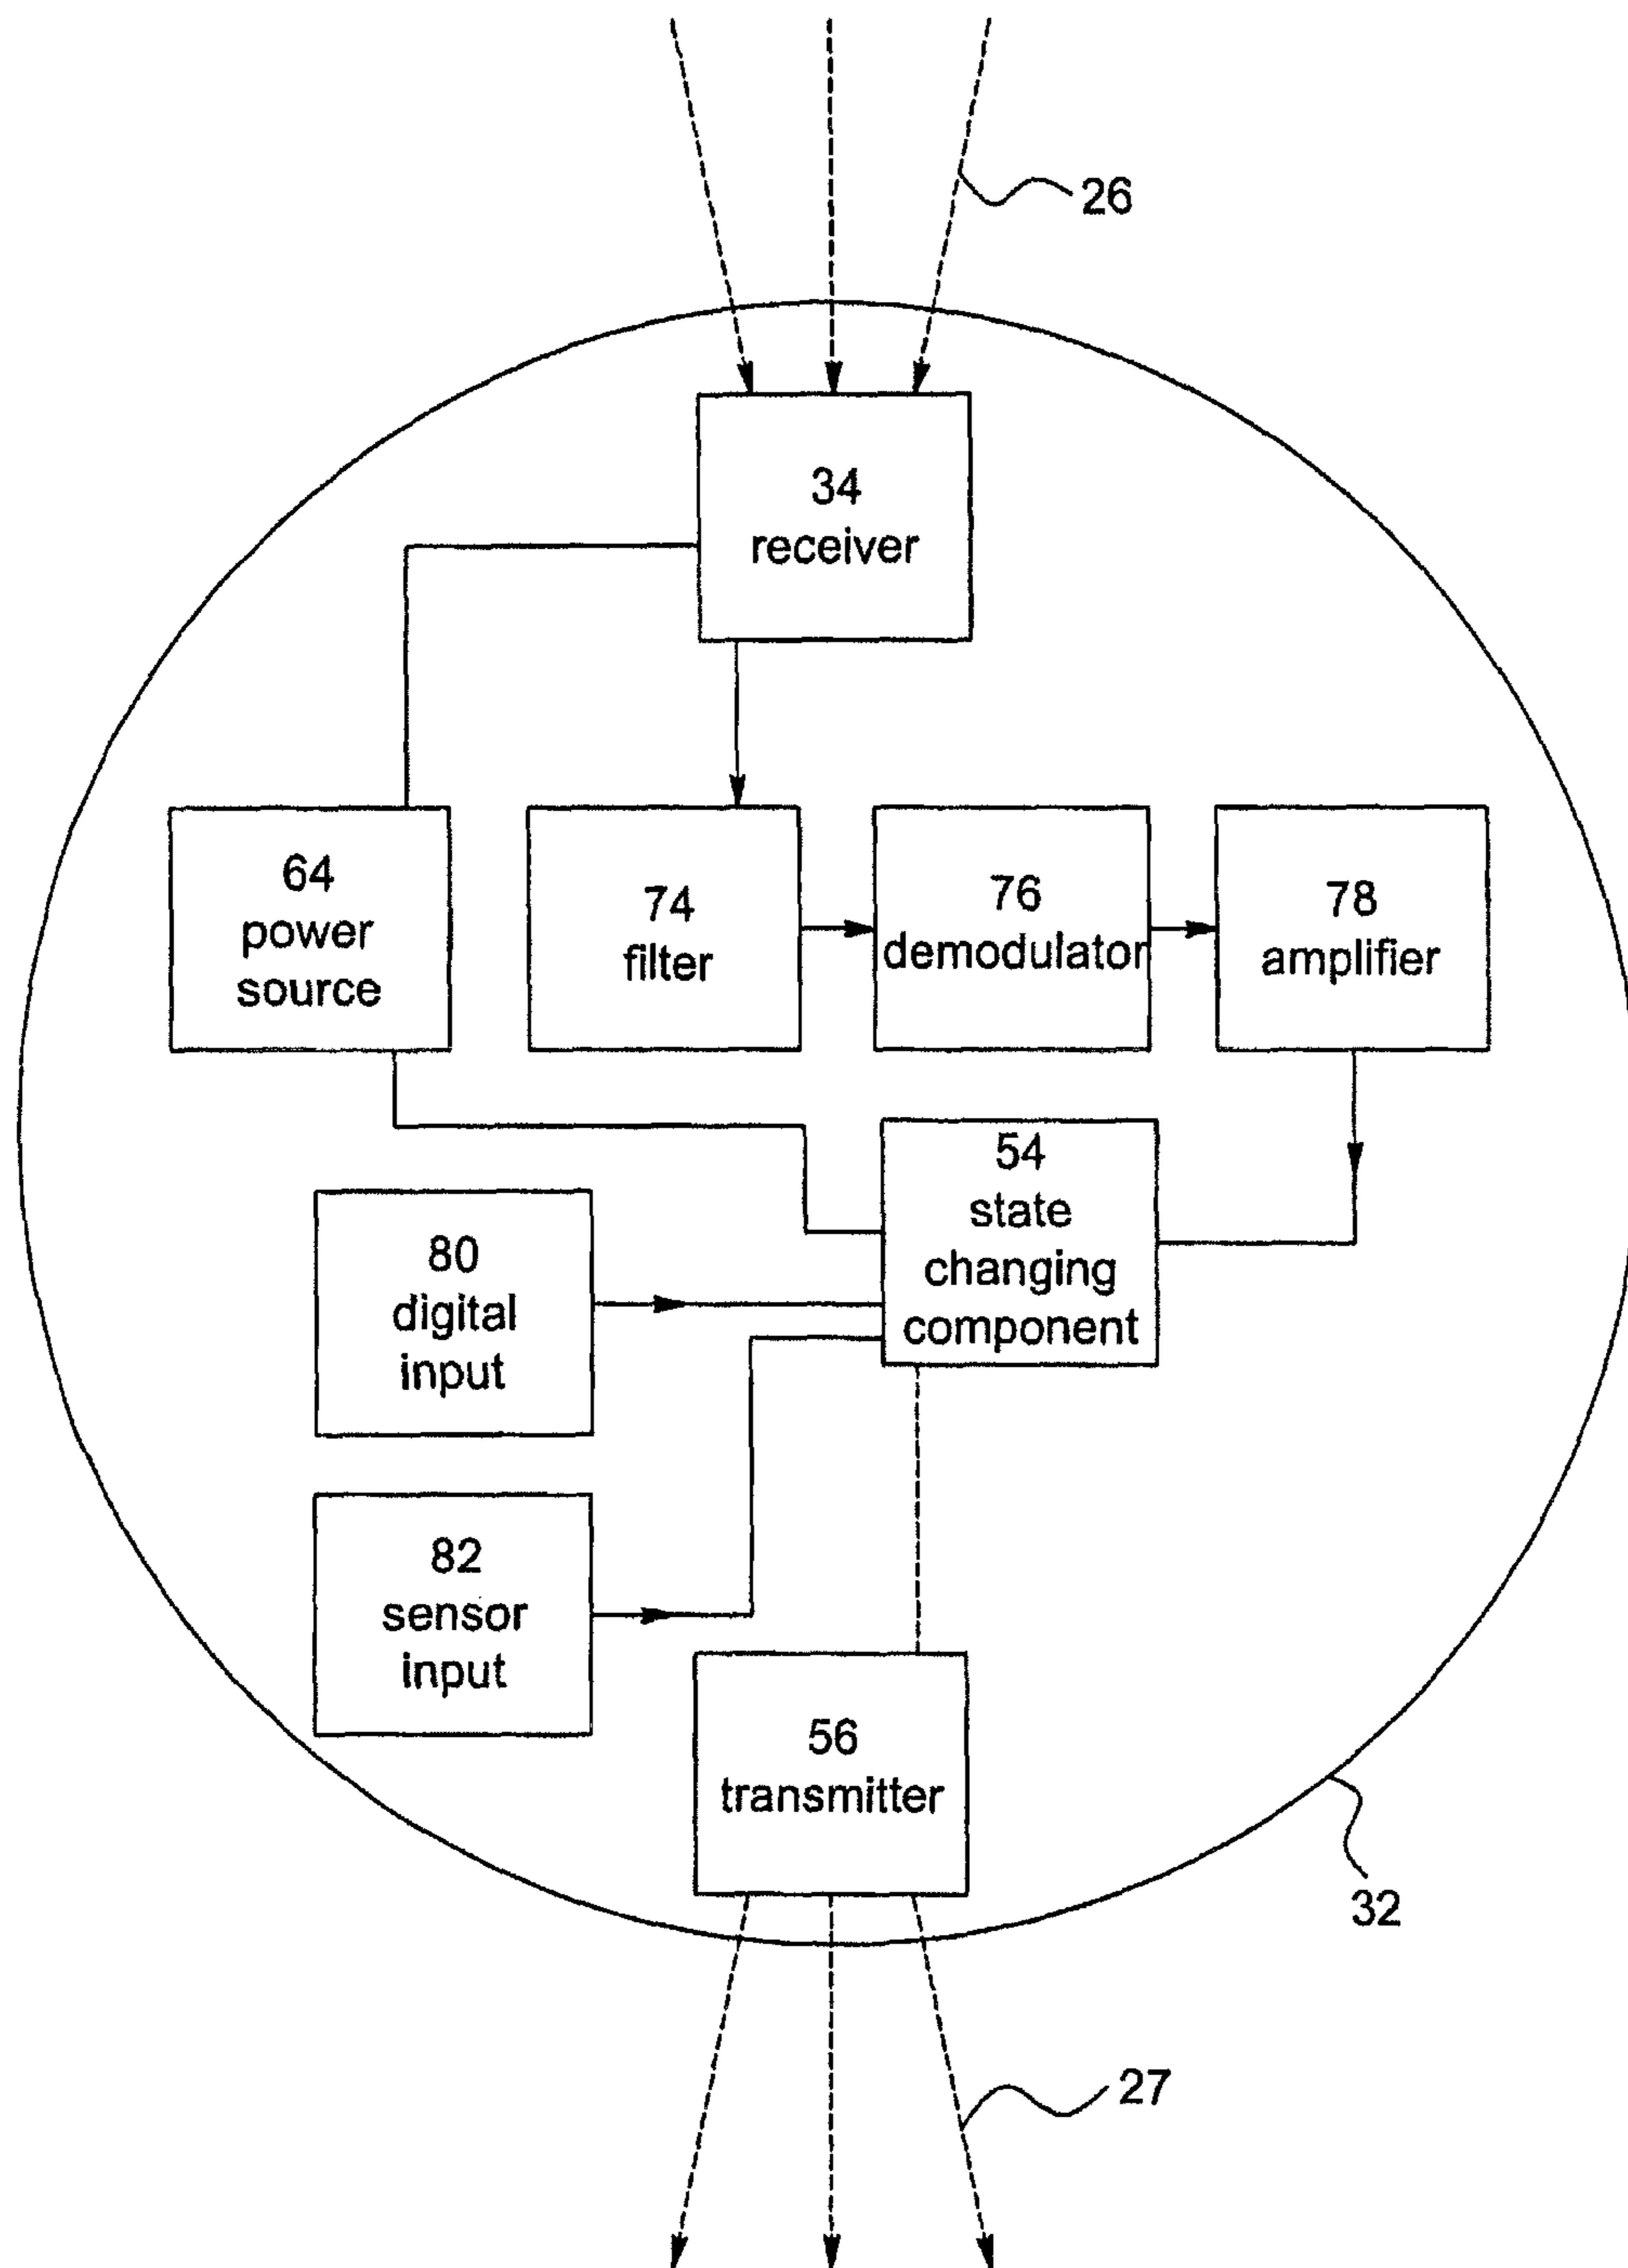 26
34
receiver
64
power
source
74
filter
76
demodulator
78
amplifier
54
state
changing
component
80
digital
input
82
sensor
input
56
transmitter
32
27